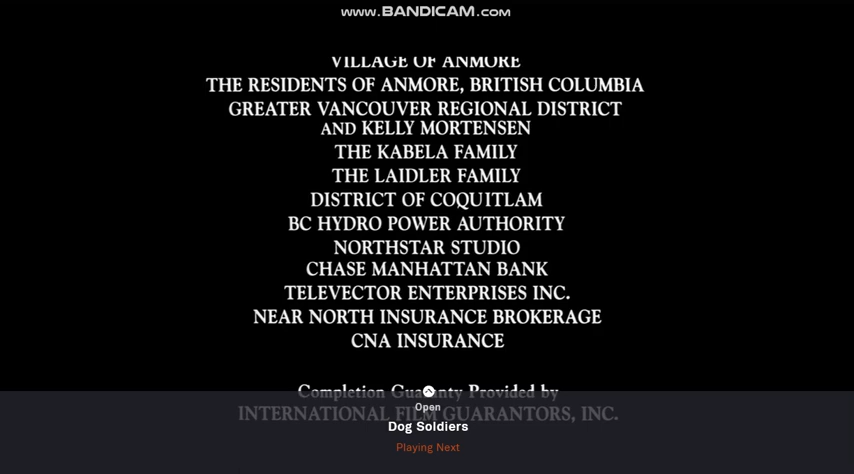 www.BANDICAM.com
VILLAGE OF ANMORE
THE RESIDENTS OF ANMORE, BRITISH COLUMBIA
GREATER VANCOUVER REGIONAL DISTRICT
AND KELLY MORTENSEN
THE KABELA FAMILY
THE LAIDLER FAMILY
DISTRICT OF COQUITLAM
BC HYDRO POWER AUTHORITY
NORTHSTAR STUDIO
CHASE MANHATTAN BANK
TELEVECTOR ENTERPRISES INC.
NEAR NORTH INSURANCE BROKERAGE
CNA INSURANCE
Completion Guaranty Provided by
Open
INTERNATIONAL FILM GUARANTORS, INC.
Dog Soldiers
Playing Next